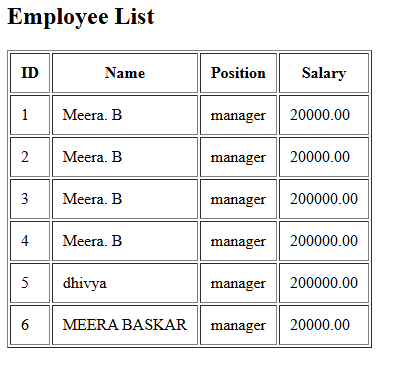 Employee List
ID Name Position Salary
1 Meera. B manager 20000.00
2 Meera. B manager 20000.00
3 Meera. B manager 200000.00
4 Meera. B manager 200000.00
5 dhivya manager 200000.00
6 MEERA BASKAR manager 20000.00